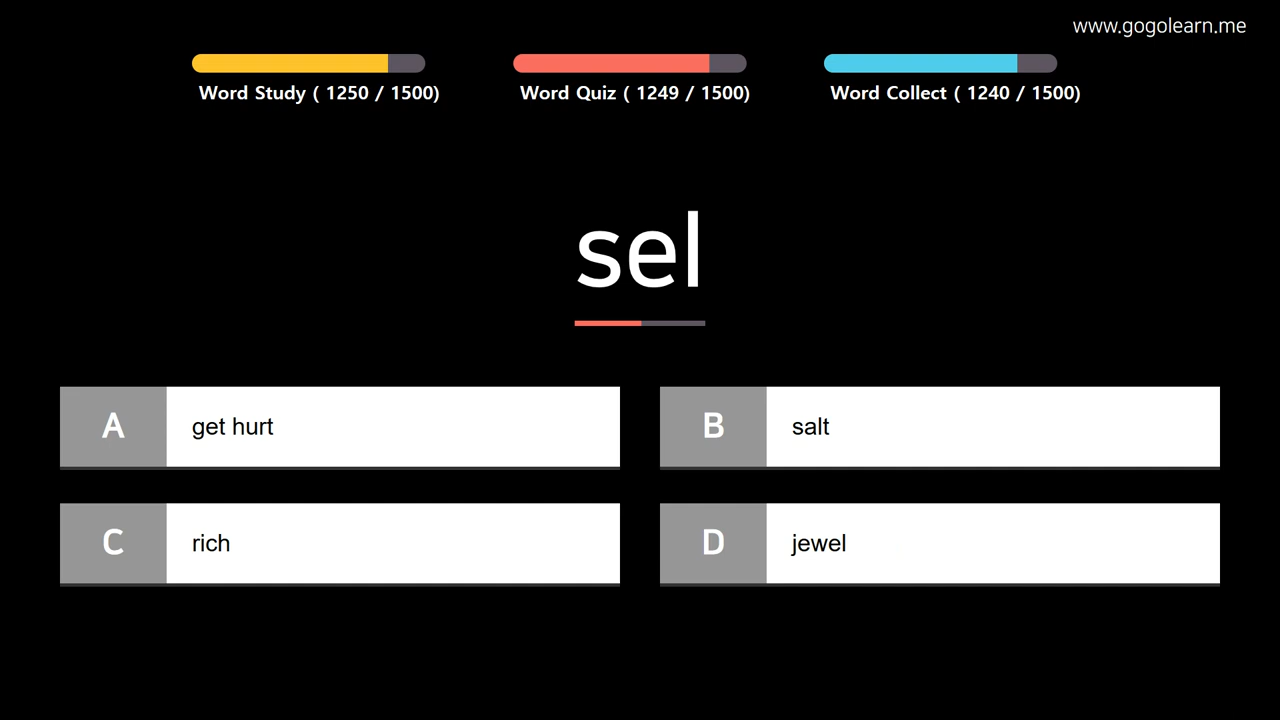 www.gogolearn.me
Word Study ( 1250 / 1500)
Word Quiz ( 1249 / 1500)
Word Collect ( 1240 / 1500)
sel
A get hurt
B salt
C rich
D jewel